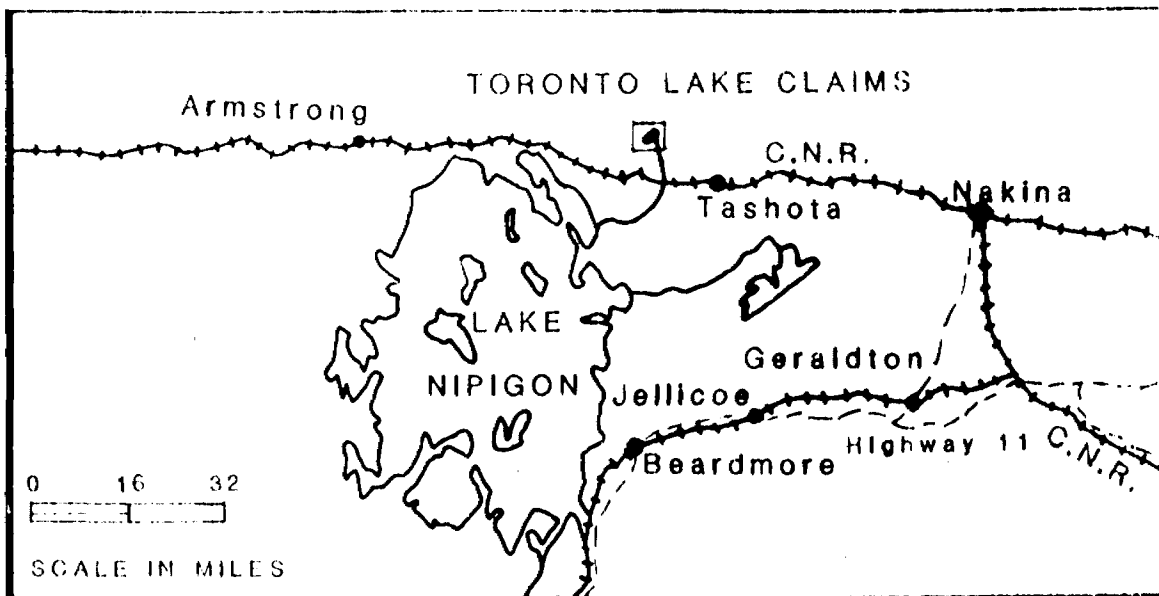 TORONTO LAKE CLAIMS
Armstrong
C.N.R.
Nakina
Tashota
LAKE
NIPIGON
Geraldton
Jellicoe
Highway 11
Beardmore
C.N.R.
0 16 32
SCALE IN MILES